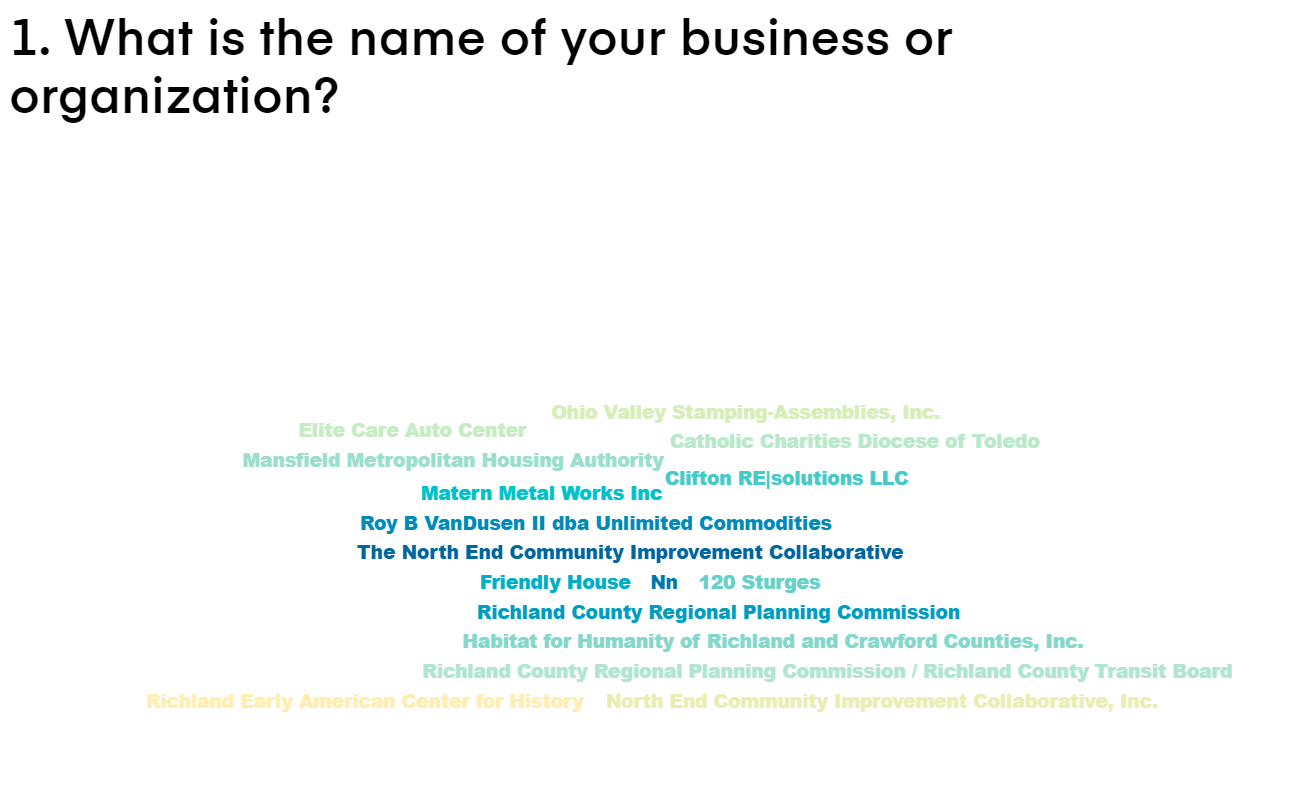 1. What is the name of your business or
organization?
Ohio Valley Stamping-Assemblies, Inc.
Elite Care Auto Center
Catholic Charities Diocese of Toledo
Mansfield Metropolitan Housing Authority
Clifton RE|solutions LLC
Matern Metal Works Inc
Roy B VanDusen II dba Unlimited Commodities
The North End Community Improvement Collaborative
Friendly House Nn 120 Sturges
Richland County Regional Planning Commission
Habitat for Humanity of Richland and Crawford Counties, Inc.
Richland County Regional Planning Commission / Richland County Transit Board
Richland Early American Center for History North End Community Improvement Collaborative, Inc.